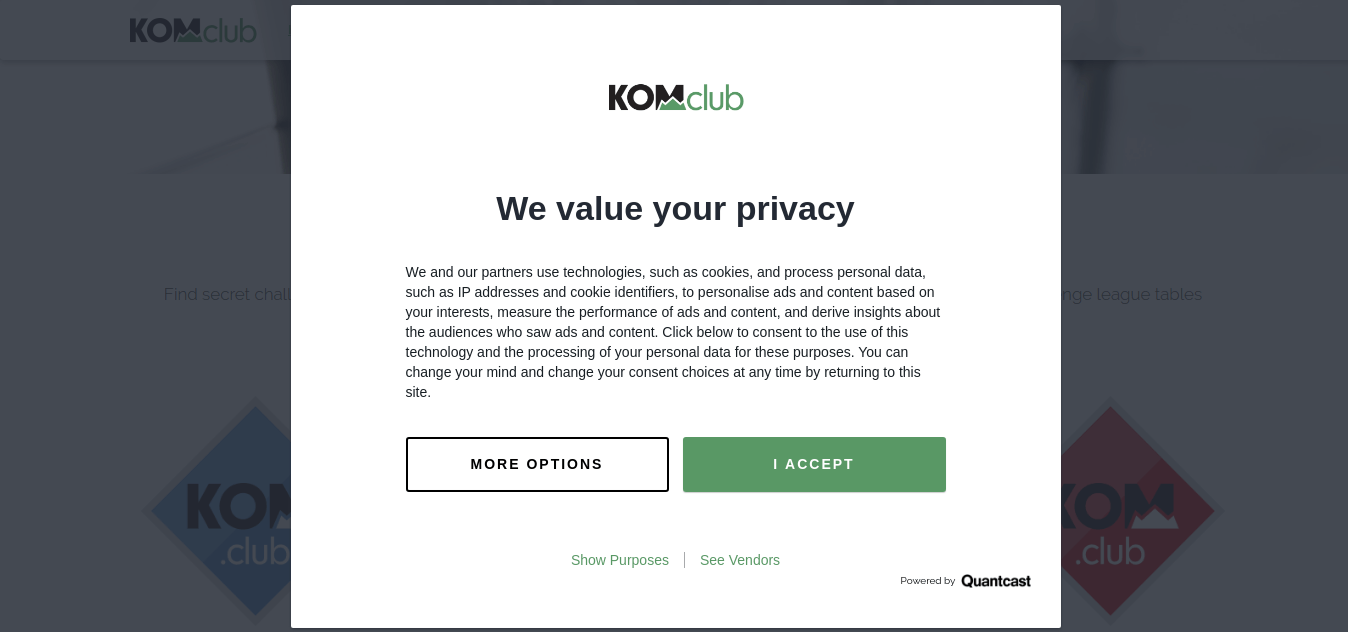 KOMclub
KOMclub
We value your privacy
We and our partners use technologies, such as cookies, and process personal data,
such as IP addresses and cookie identifiers, to personalise ads and content based on
your interests, measure the performance of ads and content, and derive insights about
the audiences who saw ads and content. Click below to consent to the use of this
technology and the processing of your personal data for these purposes. You can
change your mind and change your consent choices at any time by returning to this
site.
Find secret
league tables
MORE OPTIONS
I ACCEPT
KOM
.club
KOM
.club
Show Purposes
See Vendors
Powered by Quantcast